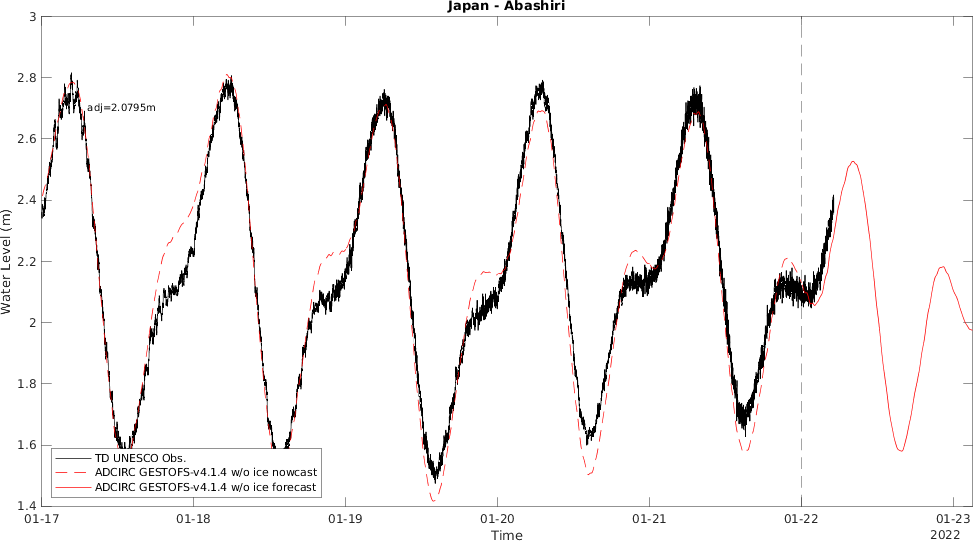 Japan - Abashiri
3
2.8
2.6
2.4
2.2
2
1.8
1.6
1.4
Water Level (m)
adj=2.0795m
TD UNESCO Obs.
ADCIRC GESTOFS-v4.1.4 w/o ice nowcast
ADCIRC GESTOFS-v4.1.4 w/o ice forecast
01-17 01-18 01-19 01-20 01-21 01-22 01-23
Time
2022